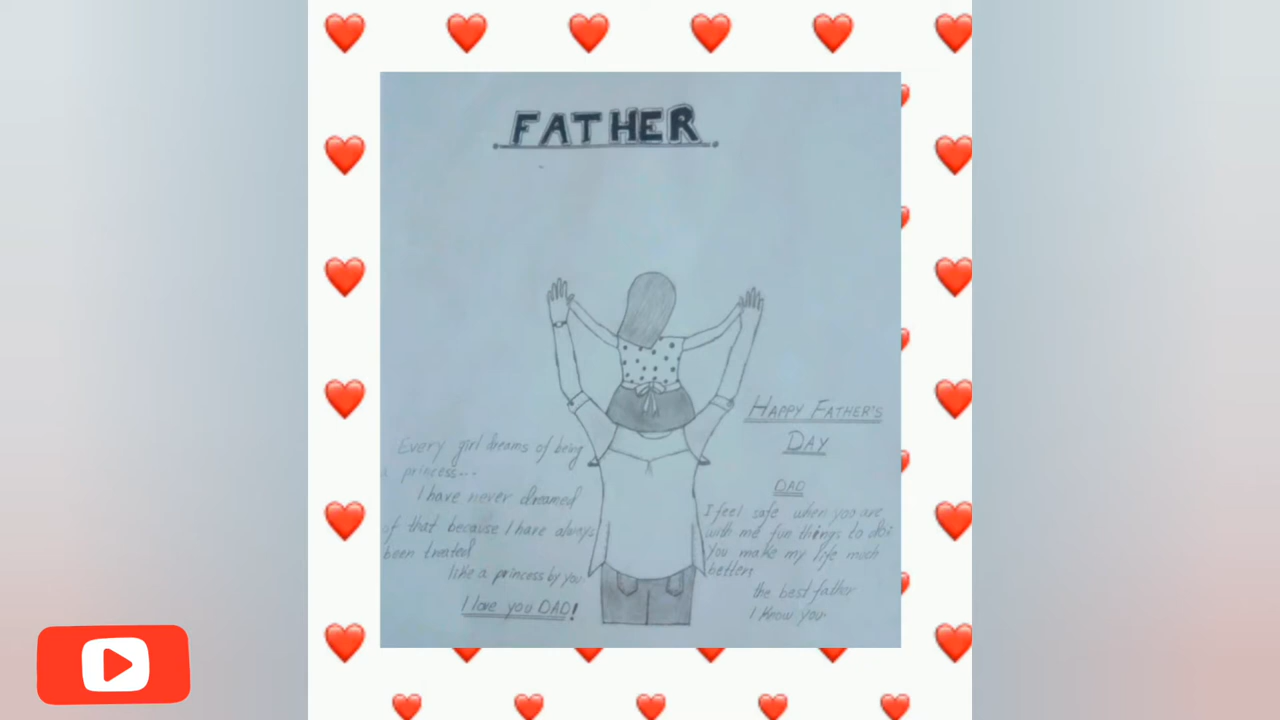 FATHER
Every girl dreams of being
a princess---
I have never dreamed
of that because I have always
been treated
like a princess by you.
I love you DAD!
HAPPY FATHER'S
DAY
DAD
I feel safe when you are
with me fun things to do
you make my life much
better,
the best father
I know you.